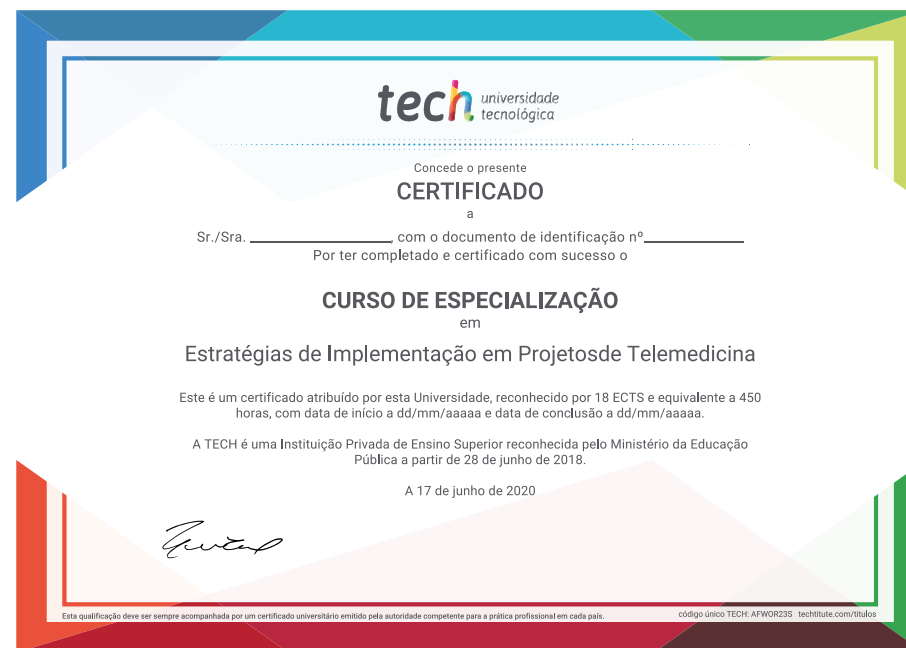 tech universidade
tecnológica
Concede o presente
CERTIFICADO
a
Sr./Sra. ____________________, com o documento de identificação nº______________
Por ter completado e certificado com sucesso o
CURSO DE ESPECIALIZAÇÃO
em
Estratégias de Implementação em Projetosde Telemedicina
Este é um certificado atribuído por esta Universidade, reconhecido por 18 ECTS e equivalente a 450
horas, com data de início a dd/mm/aaaaa e data de conclusão a dd/mm/aaaaa.
A TECH é uma Instituição Privada de Ensino Superior reconhecida pelo Ministério da Educação
Pública a partir de 28 de junho de 2018.
A 17 de junho de 2020
Esta qualificação deve ser sempre acompanhada por um certificado universitário emitido pela autoridade competente para a prática profissional em cada país.
código único TECH: AFWOR23S techtitute.com/titulos